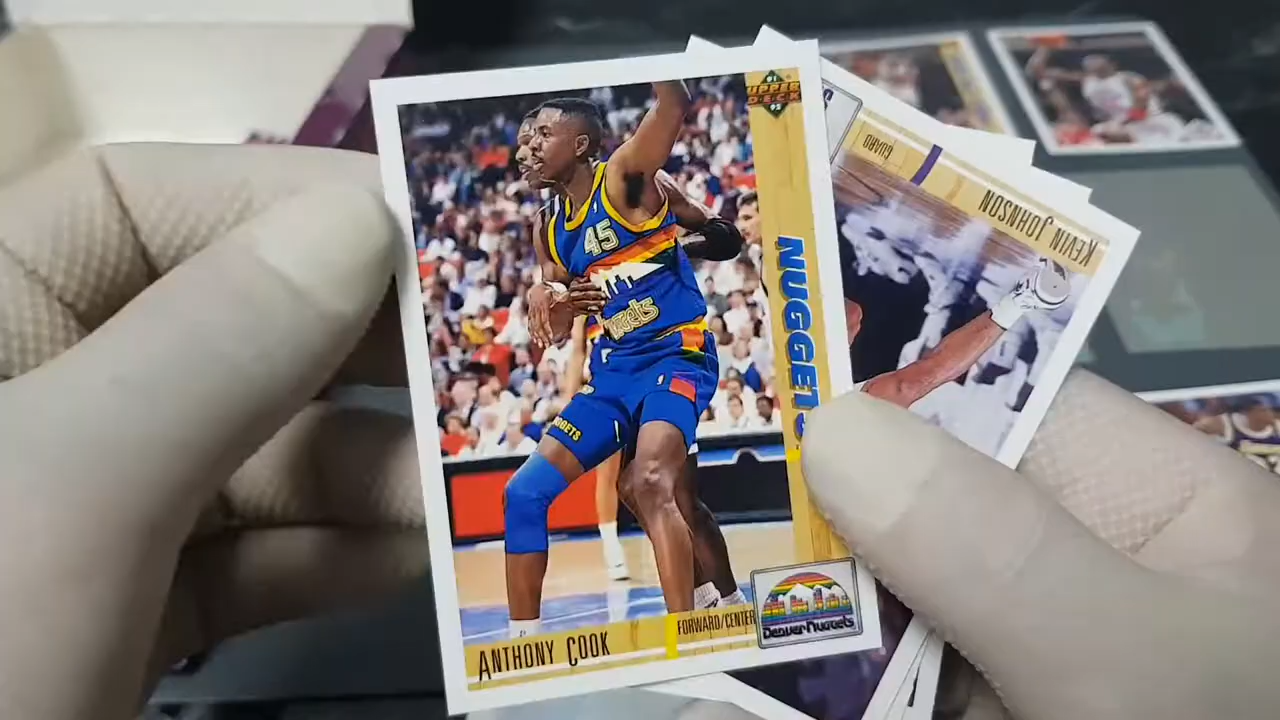 91
UPPER
DECK
92
45
Nuggets
NUGGETS
NUGGETS
ANTHONY COOK
FORWARD/CENTER
Denver Nuggets
GUARD
KEVIN JOHNSON